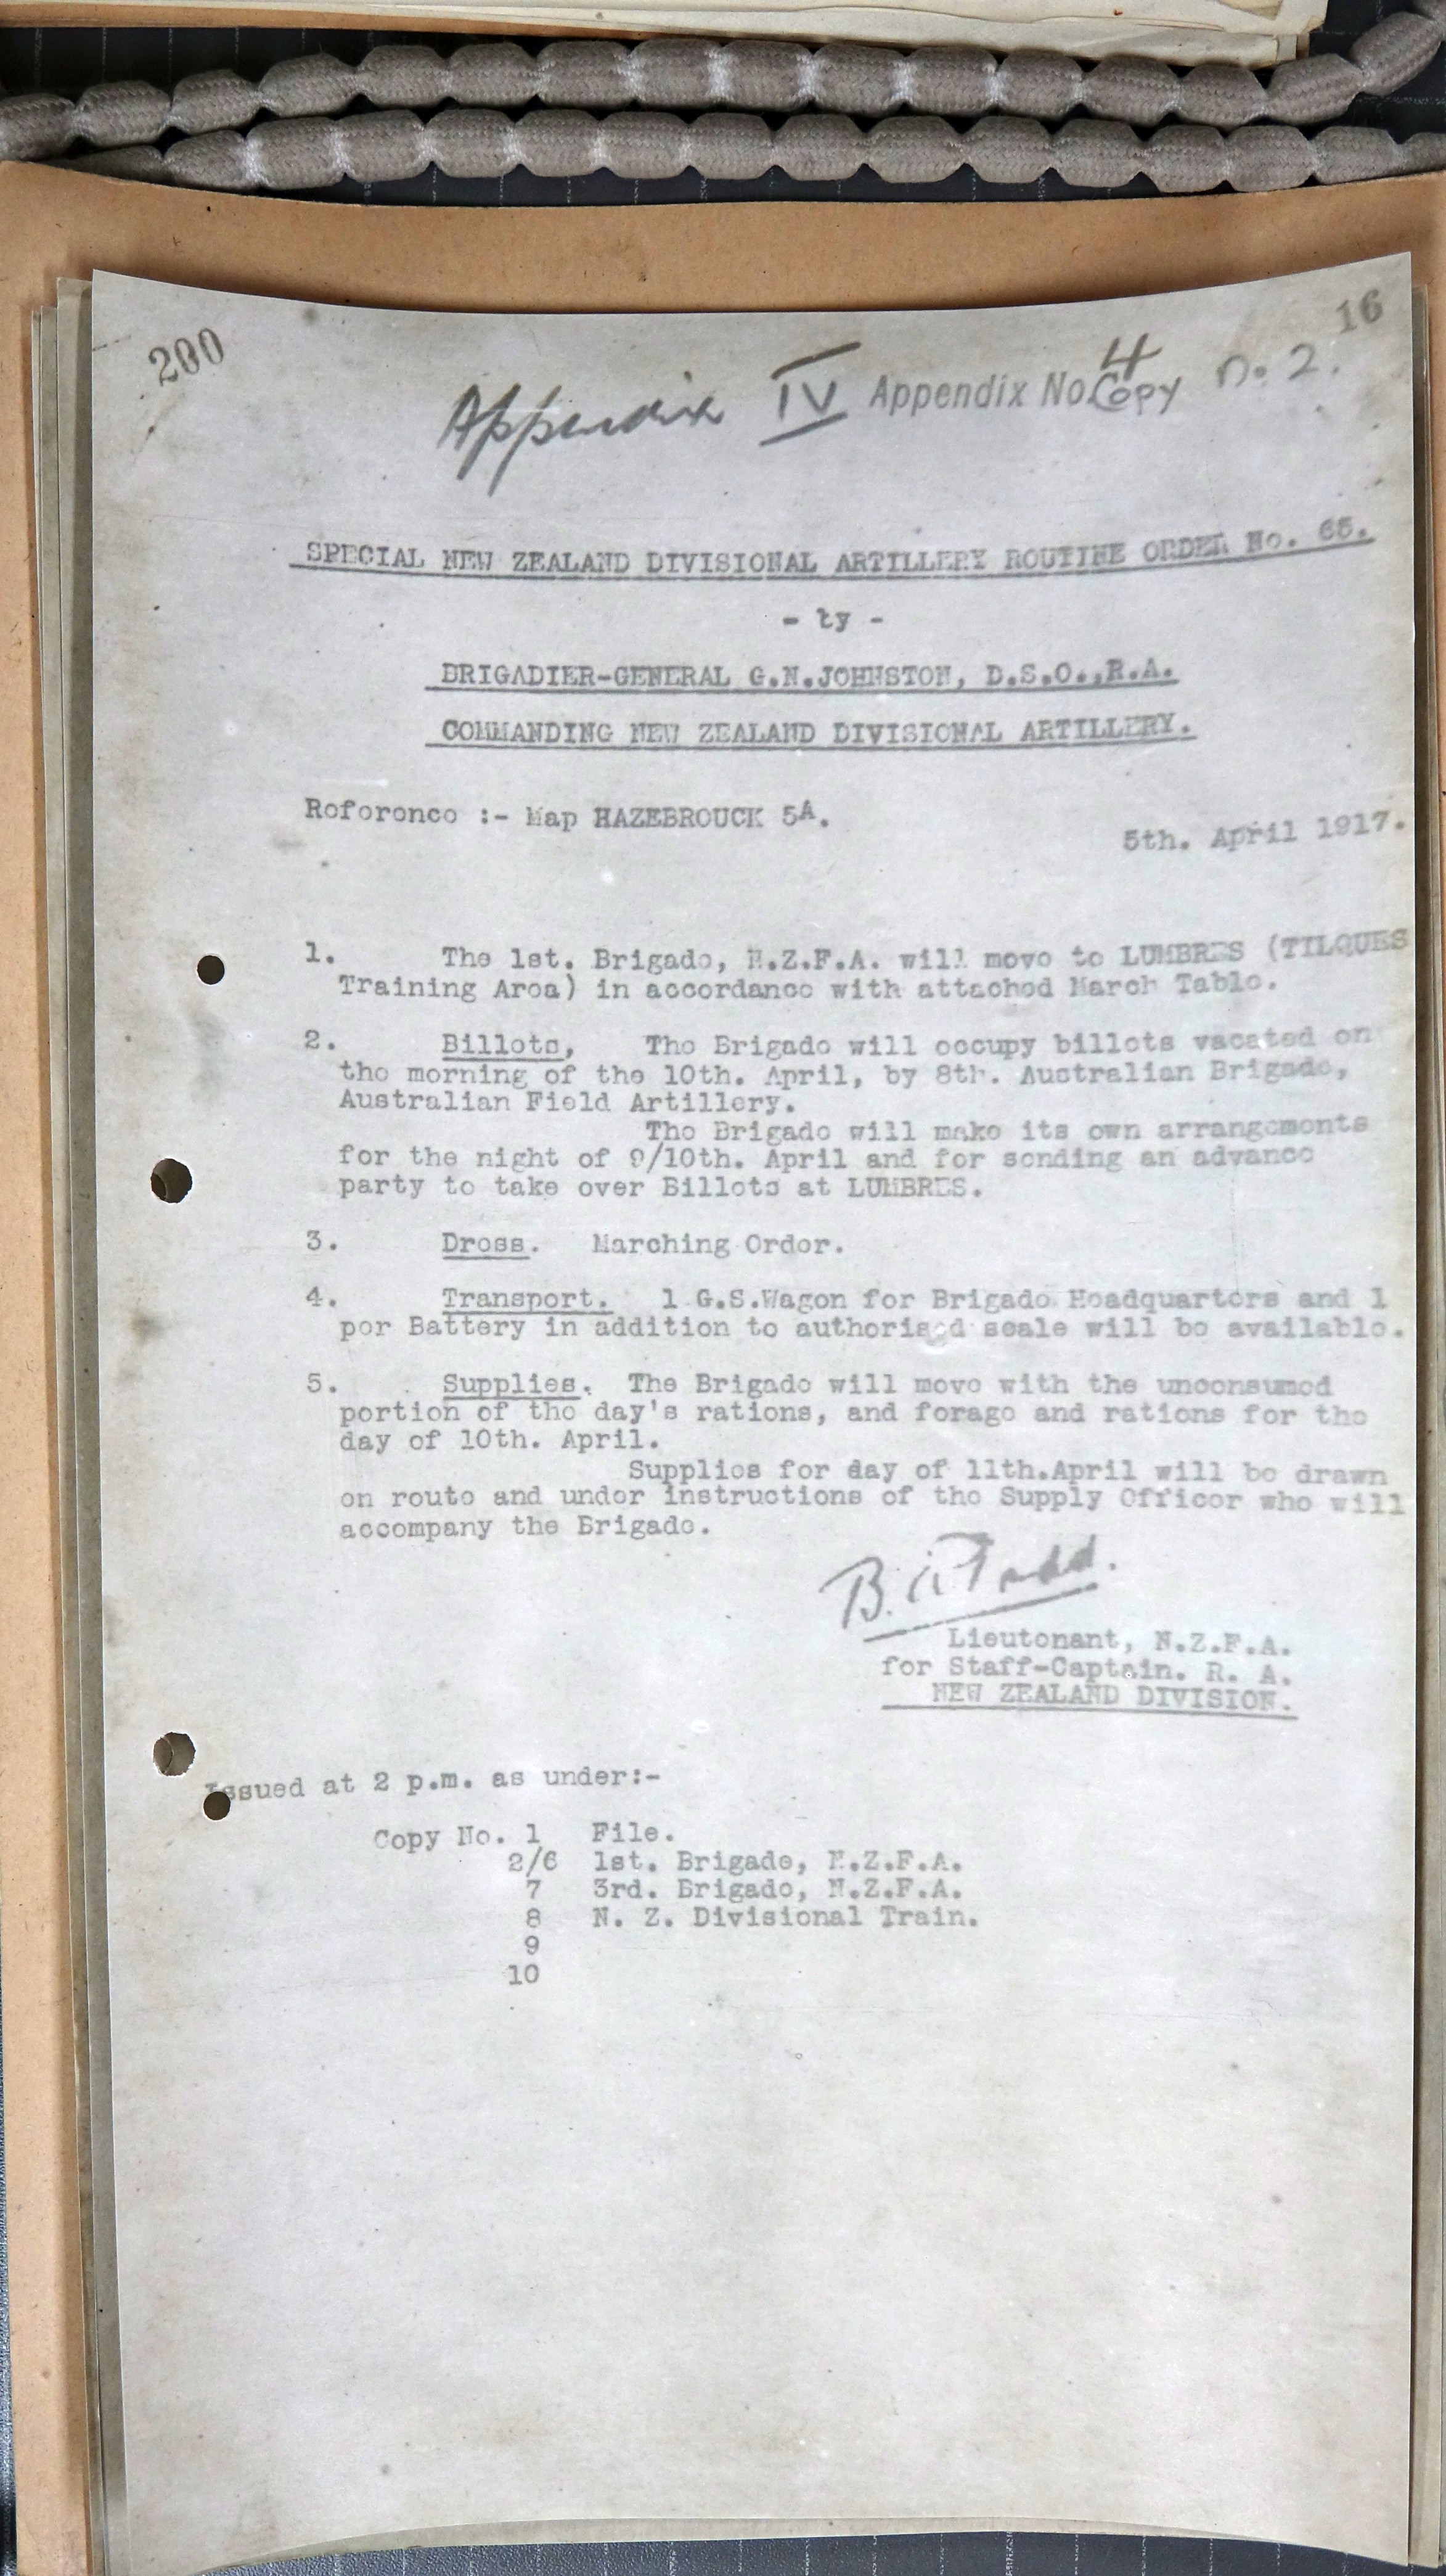 200
16
Appendix IV Appendix No. 4
Copy no. 2.
SPECIAL NEW ZEALAND DIVISIONAL ARTILLERY ROUTINE ORDER No. 65.
- by -
BRIGADIER-GENERAL G.N.JOHNSTON, D.S.O.,R.A.
COMMANDING NEW ZEALAND DIVISIONAL ARTILLERY.
Reference :- Map HAZEBROUCK 5A.
5th. April 1917.
1. The 1st. Brigade, N.Z.F.A. will move to LUMBRES (TILQUES
Training Area) in accordance with attached March Table.
2. Billets, The Brigade will occupy billets vacated on
the morning of the 10th. April, by 8th. Australian Brigade,
Australian Field Artillery.
The Brigade will make its own arrangements
for the night of 9/10th. April and for sending an advance
party to take over Billets at LUMBRES.
3. Dress. Marching Order.
4. Transport. 1 G.S.Wagon for Brigade Headquarters and 1
per Battery in addition to authorised scale will be available.
5. Supplies. The Brigade will move with the unconsumed
portion of the day's rations, and forage and rations for the
day of 10th. April.
Supplies for day of 11th.April will be drawn
on route and under instructions of the Supply Officer who will
accompany the Brigade.
Lieutenant, N.Z.F.A.
for Staff-Captain. R. A.
NEW ZEALAND DIVISION.
Issued at 2 p.m. as under:-
Copy No. 1 File.
2/6 1st. Brigade, N.Z.F.A.
7 3rd. Brigade, N.Z.F.A.
8 N. Z. Divisional Train.
9
10